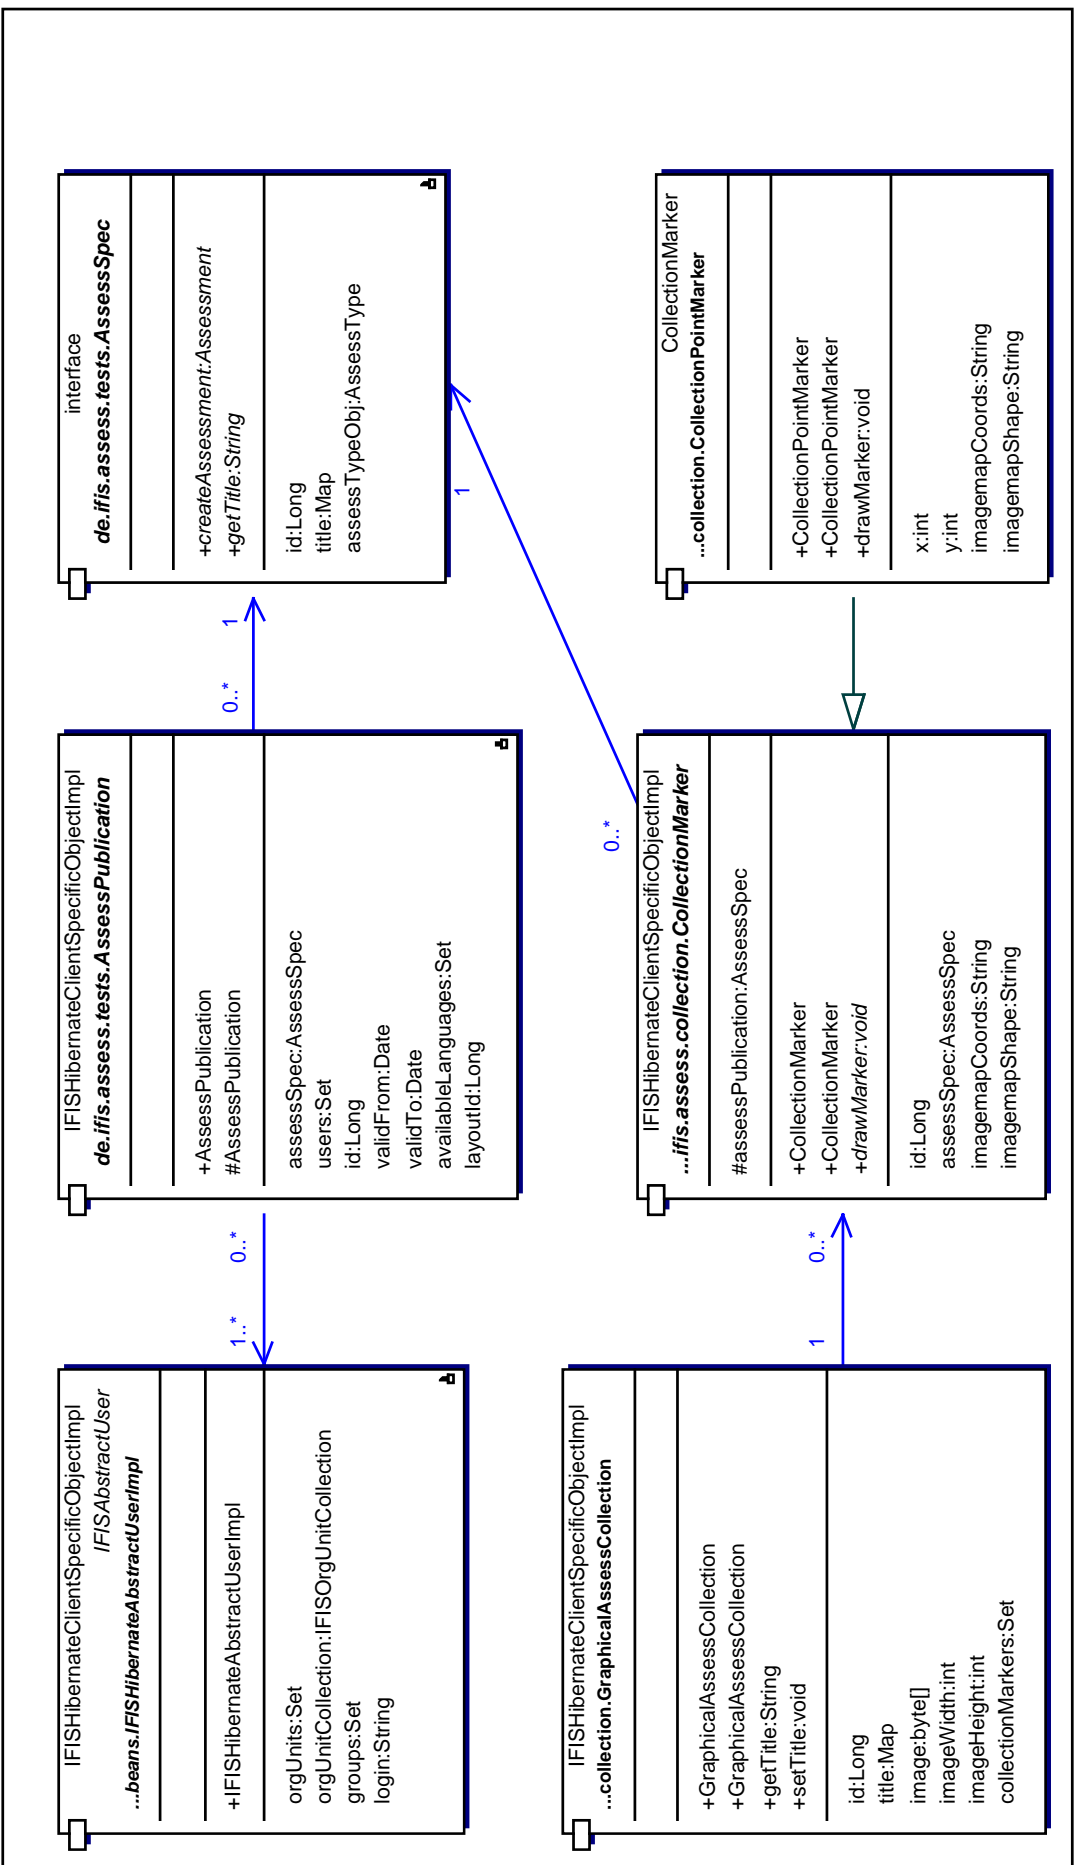 IFISHibernateClientSpecificObjectImpl
IFISAbstractUser
...beans.IFISHibernateAbstractUserImpl
+IFISHibernateAbstractUserImpl
orgUnits:Set
orgUnitCollection:IFISOrgUnitCollection
groups:Set
login:String
1..*
0..*
IFISHibernateClientSpecificObjectImpl
de.ifis.assess.tests.AssessPublication
+AssessPublication
#AssessPublication
assessSpec:AssessSpec
users:Set
id:Long
validFrom:Date
validTo:Date
availableLanguages:Set
layoutId:Long
0..*
1
interface
de.ifis.assess.tests.AssessSpec
+createAssessment:Assessment
+getTitle:String
id:Long
title:Map
assessTypeObj:AssessType
1
0..*
IFISHibernateClientSpecificObjectImpl
...collection.GraphicalAssessCollection
+GraphicalAssessCollection
+GraphicalAssessCollection
+getTitle:String
+setTitle:void
id:Long
title:Map
image:byte[]
imageWidth:int
imageHeight:int
collectionMarkers:Set
1
0..*
IFISHibernateClientSpecificObjectImpl
...ifis.assess.collection.CollectionMarker
#assessPublication:AssessSpec
+CollectionMarker
+CollectionMarker
+drawMarker:void
id:Long
assessSpec:AssessSpec
imagemapCoords:String
imagemapShape:String
CollectionMarker
...collection.CollectionPointMarker
+CollectionPointMarker
+CollectionPointMarker
+drawMarker:void
x:int
y:int
imagemapCoords:String
imagemapShape:String